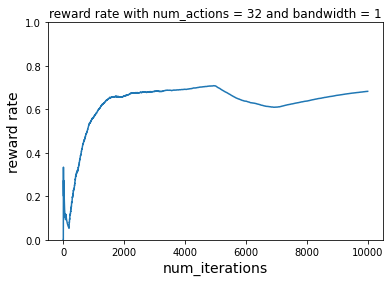 reward rate with num_actions = 32 and bandwidth = 1
1.0
0.8
0.6
0.4
0.2
0.0
reward rate
0 2000 4000 6000 8000 10000
num_iterations